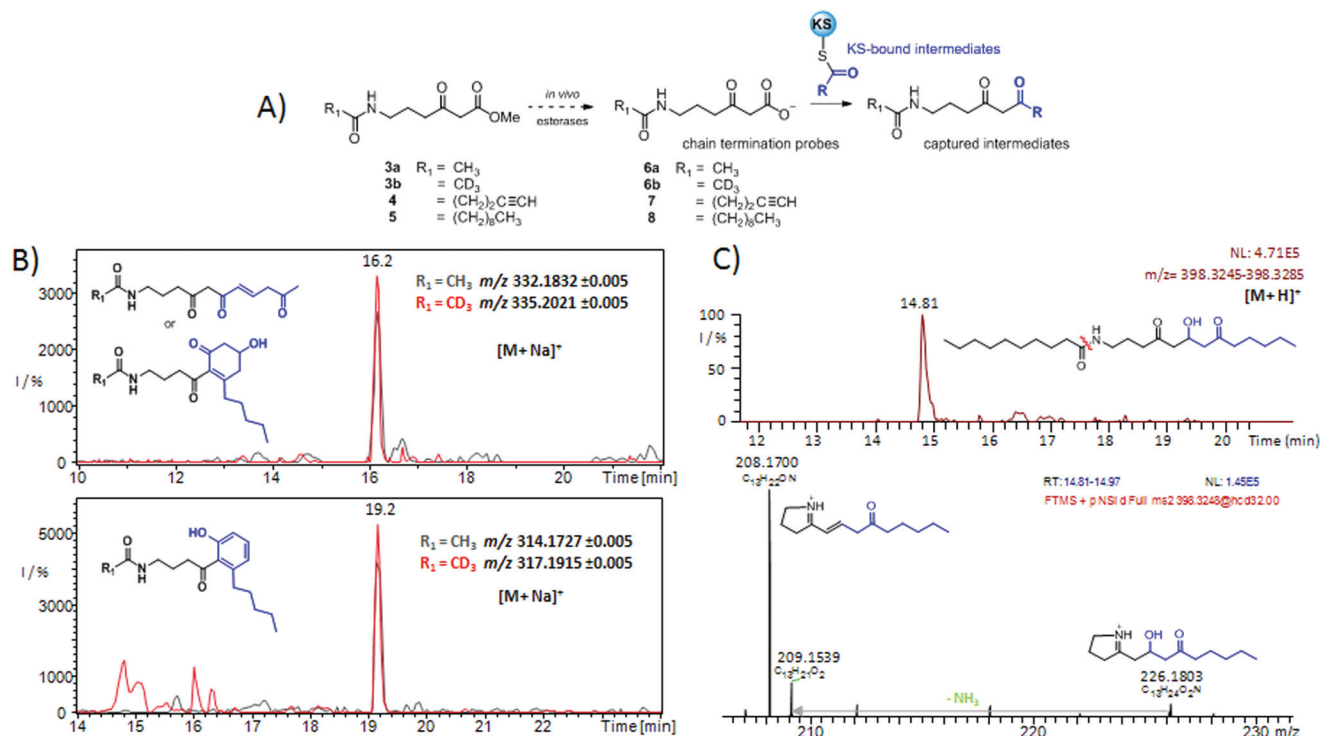 A)
KS
S
O
R
KS-bound intermediates
R₁ N H O O O OMe
in vivo
esterases
R₁ N H O O O O⁻
chain termination probes
R₁ N H O O O R
captured intermediates
3a R₁ = CH₃
3b = CD₃
4 = (CH₂)₂C≡CH
5 = (CH₂)₈CH₃
6a R₁ = CH₃
6b = CD₃
7 = (CH₂)₂C≡CH
8 = (CH₂)₈CH₃
B)
16.2
R₁ = CH₃ m/z 332.1832 ±0.005
R₁ = CD₃ m/z 335.2021 ±0.005
[M+Na]⁺
R₁ O N H O O O
or
R₁ O N H O O OH
I / %
3000
2000
1000
0
10 12 14 16 18 20 Time [min]
19.2
R₁ = CH₃ m/z 314.1727 ±0.005
R₁ = CD₃ m/z 317.1915 ±0.005
[M+Na]⁺
R₁ O N H O HO
I / %
5000
3000
2000
1000
0
14 15 16 17 18 19 20 21 22 Time [min]
C)
NL: 4.71E5
m/z= 398.3245-398.3285
[M+H]⁺
14.81
O H N O OH O
I / %
100
50
0
12 13 14 15 16 17 18 19 20 Time (min)
208.1700
C₁₃H₂₂ON
RT: 14.81-14.97 NL: 1.45E5
FTMS + p NSI d Full ms2 398.3248@hcd32.00
NH + O
209.1539
C₁₃H₂₁O₂
NH + OH O
226.1803
C₁₃H₂₄O₂N
-NH₃
210 220 230 m/z